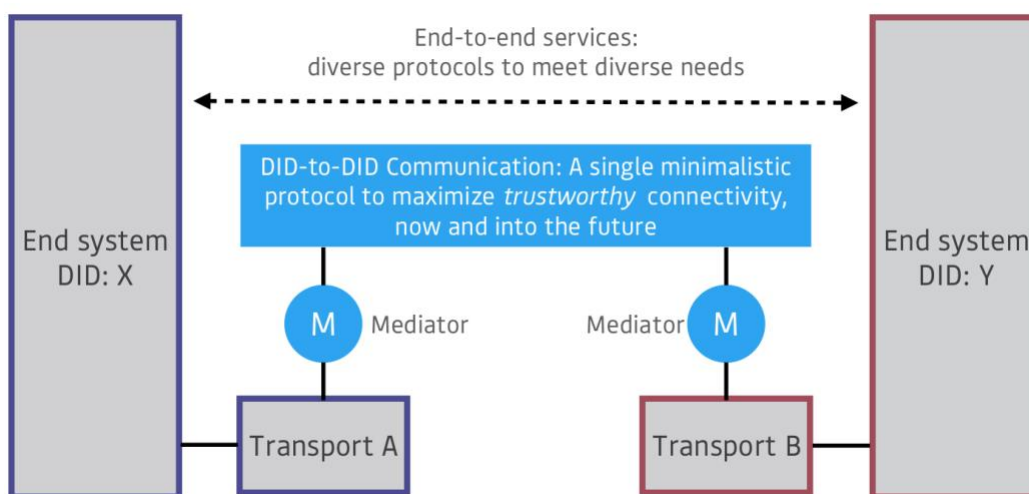 End-to-end services:
diverse protocols to meet diverse needs
DID-to-DID Communication: A single minimalistic
protocol to maximize trustworthy connectivity,
now and into the future
End system
DID: X
End system
DID: Y
M
Mediator
Mediator
M
Transport A
Transport B